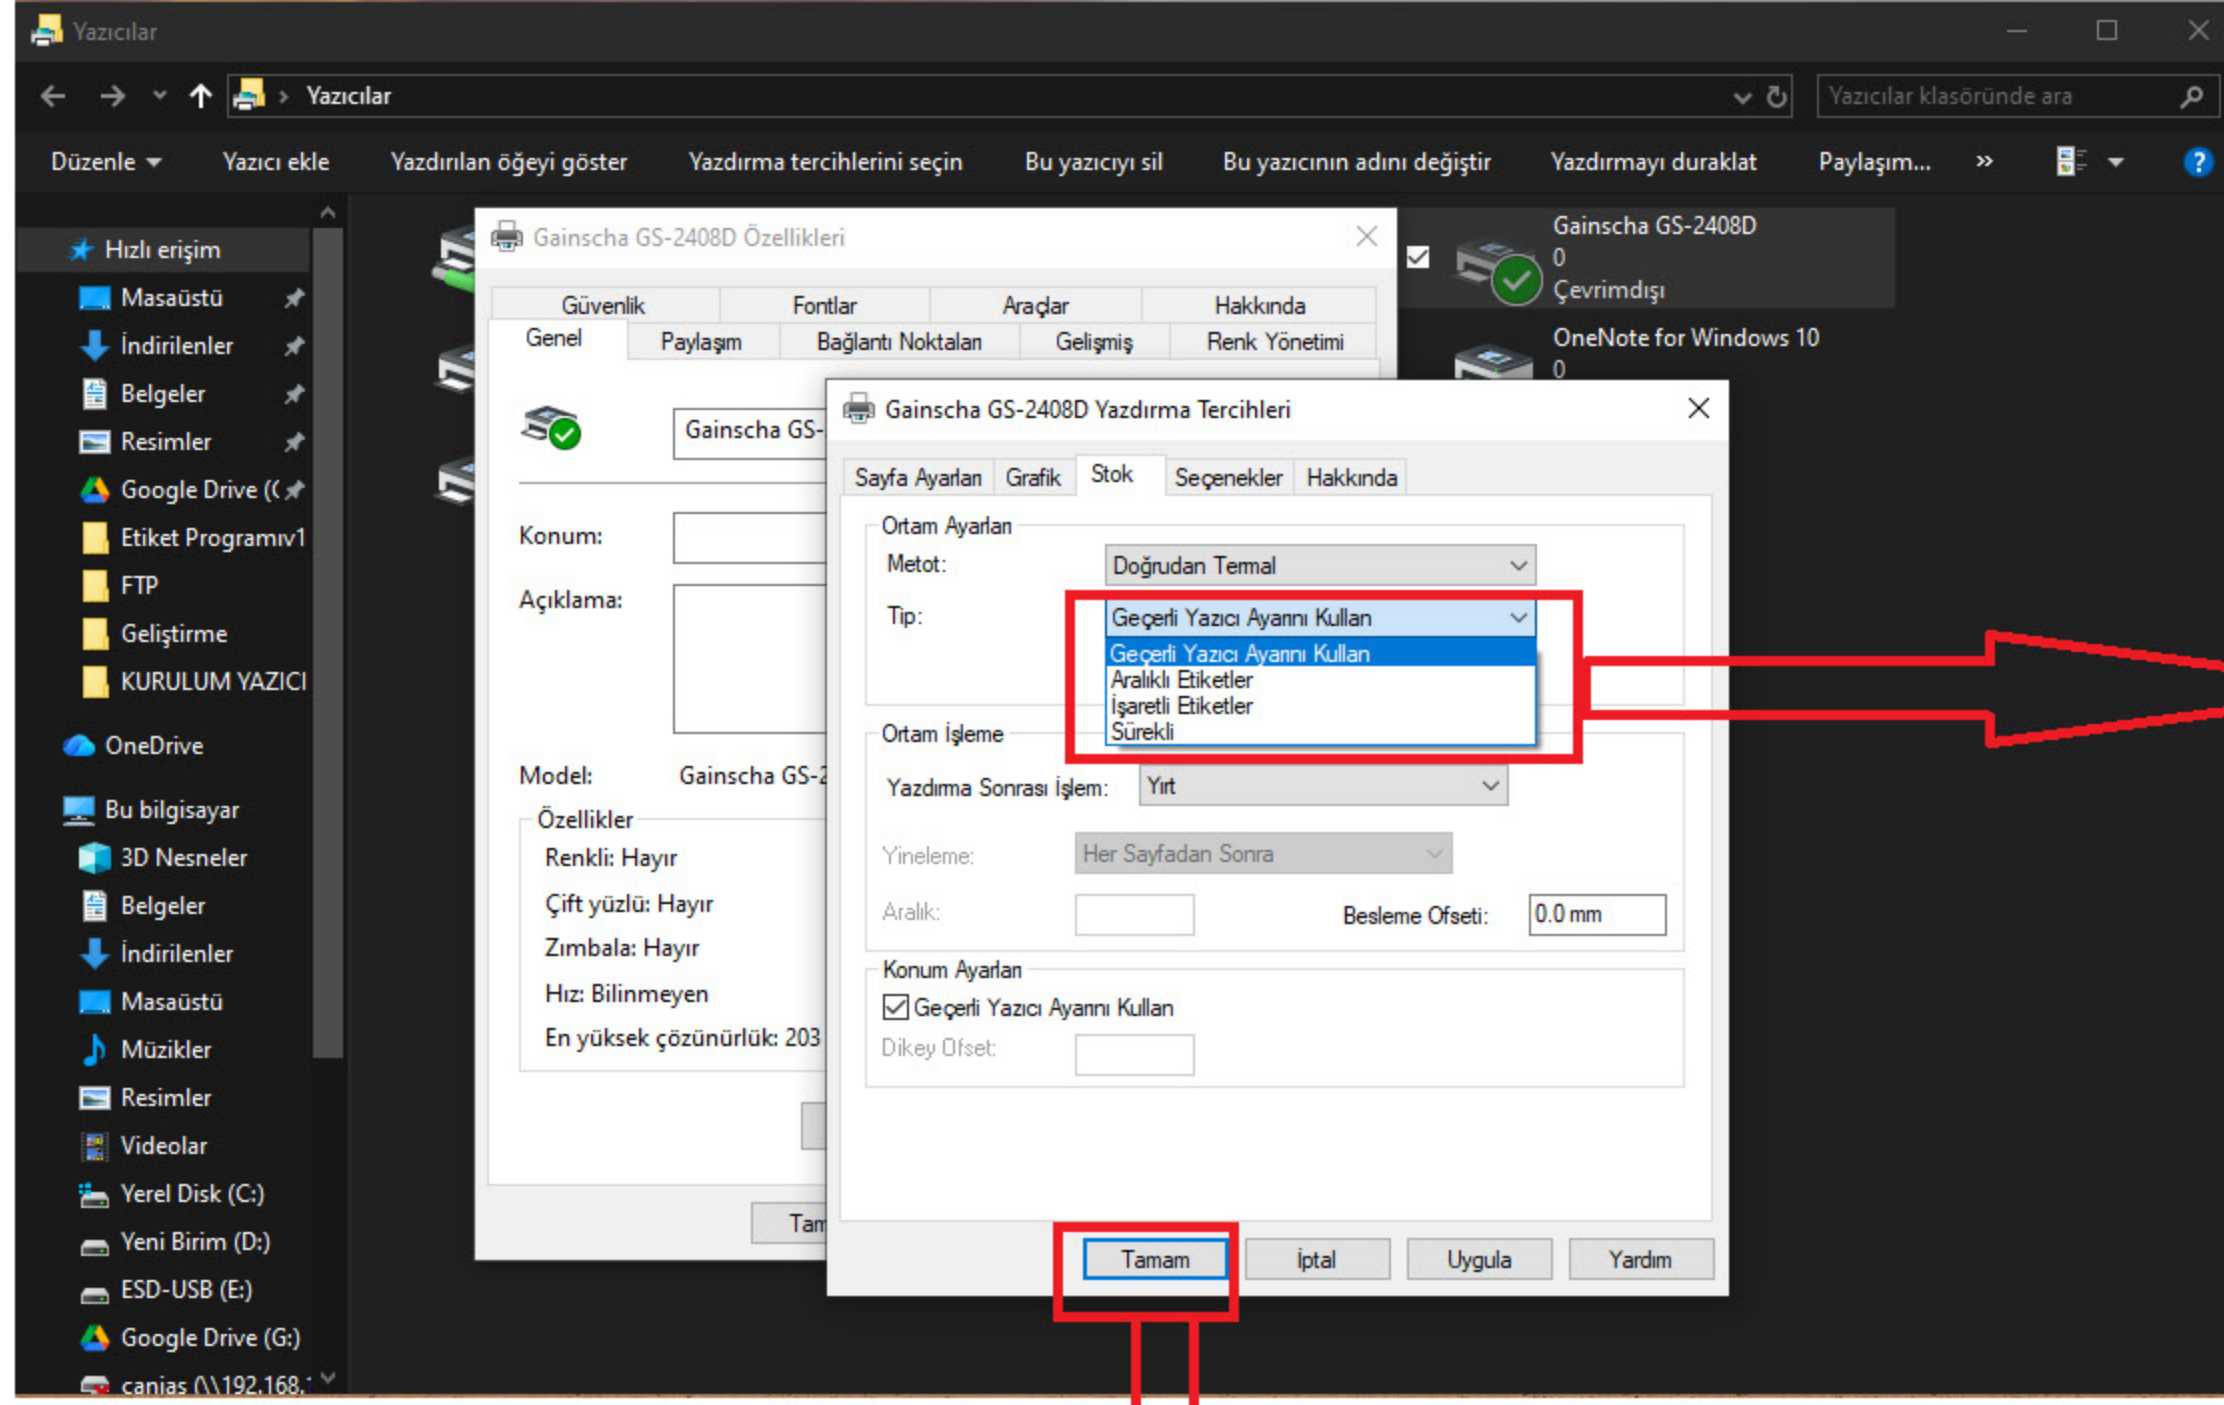 Yazıcılar
Yazıcılar
Yazıcılar klasöründe ara
Düzenle
Yazıcı ekle
Yazdırılan öğeyi göster
Yazdırma tercihlerini seçin
Bu yazıcıyı sil
Bu yazıcının adını değiştir
Yazdırmayı duraklat
Paylaşım...
»
?
Hızlı erişim
Masaüstü
İndirilenler
Belgeler
Resimler
Google Drive ((
Etiket Programıv1
FTP
Geliştirme
KURULUM YAZICI
OneDrive
Bu bilgisayar
3D Nesneler
Belgeler
İndirilenler
Masaüstü
Müzikler
Resimler
Videolar
Yerel Disk (C:)
Yeni Birim (D:)
ESD-USB (E:)
Google Drive (G:)
canias (\\192.168.
Gainscha GS-2408D
0
Çevrimdışı
OneNote for Windows 10
0
Gainscha GS-2408D Özellikleri
Güvenlik
Fontlar
Araçlar
Hakkında
Genel
Paylaşım
Bağlantı Noktaları
Gelişmiş
Renk Yönetimi
Gainscha GS-
Konum:
Açıklama:
Model:
Gainscha GS-2
Özellikler
Renkli: Hayır
Çift yüzlü: Hayır
Zımbala: Hayır
Hız: Bilinmeyen
En yüksek çözünürlük: 203
Tam
Gainscha GS-2408D Yazdırma Tercihleri
Sayfa Ayarları
Grafik
Stok
Seçenekler
Hakkında
Ortam Ayarları
Metot:
Doğrudan Termal
Tip:
Geçerli Yazıcı Ayarını Kullan
Geçerli Yazıcı Ayarını Kullan
Aralıklı Etiketler
İşaretli Etiketler
Sürekli
Ortam İşleme
Yazdırma Sonrası İşlem:
Yırt
Yineleme:
Her Sayfadan Sonra
Aralık:
Besleme Ofseti:
0.0 mm
Konum Ayarları
Geçerli Yazıcı Ayarını Kullan
Dikey Ofset:
Tamam
İptal
Uygula
Yardım